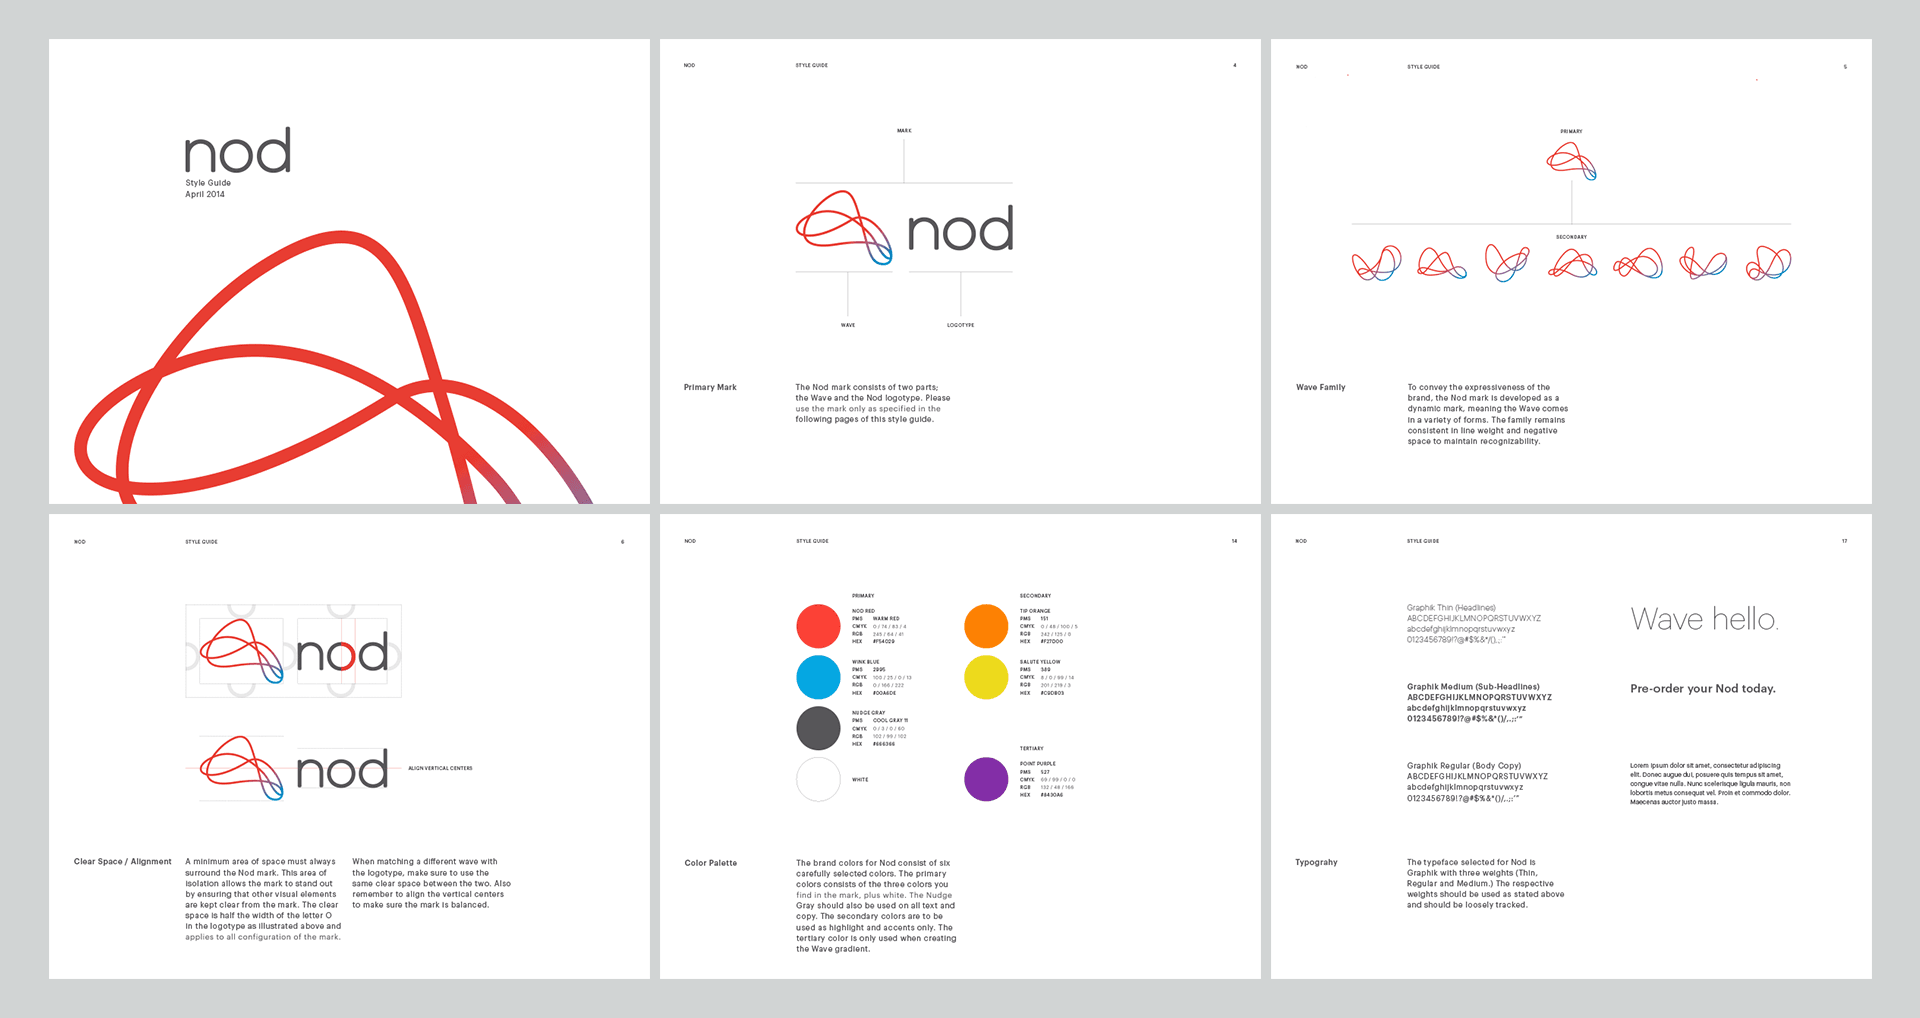 nod
Style Guide
April 2014
NOD
STYLE GUIDE
4
MARK
nod
WAVE
LOGOTYPE
Primary Mark
The Nod mark consists of two parts;
the Wave and the Nod logotype. Please
use the mark only as specified in the
following pages of this style guide.
NOD
STYLE GUIDE
5
PRIMARY
SECONDARY
Wave Family
To convey the expressiveness of the
brand, the Nod mark is developed as a
dynamic mark, meaning the Wave comes
in a variety of forms. The family remains
consistent in line weight and negative
space to maintain recognizability.
NOD
STYLE GUIDE
6
nod
nod
ALIGN VERTICAL CENTERS
Clear Space / Alignment
A minimum area of space must always
surround the Nod mark. This area of
isolation allows the mark to stand out
by ensuring that other visual elements
are kept clear from the mark. The clear
space is half the width of the letter O
in the logotype as illustrated above and
applies to all configuration of the mark.
When matching a different wave with
the logotype, make sure to use the
same clear space between the two. Also
remember to align the vertical centers
to make sure the mark is balanced.
NOD
STYLE GUIDE
14
PRIMARY
NOD RED
PMS WARM RED
CMYK 0 / 74 / 83 / 4
RGB 245 / 64 / 41
HEX #F54029
WINK BLUE
PMS 2995
CMYK 100 / 25 / 0 / 13
RGB 0 / 166 / 222
HEX #00A6DE
NUDGE GRAY
PMS COOL GRAY 11
CMYK 0 / 3 / 0 / 60
RGB 102 / 99 / 102
HEX
WHITE
SECONDARY
TIP ORANGE
PMS 151
CMYK 0 / 48 / 100 / 5
RGB 242 / 125 / 0
HEX #F27D00
SALUTE YELLOW
PMS
CMYK 8 / 0 / 99 / 14
RGB 201 / 219 / 3
HEX
TERTIARY
POINT PURPLE
PMS 527
CMYK
RGB
HEX
Color Palette
The brand colors for Nod consist of six
carefully selected colors. The primary
colors consists of the three colors you
find in the mark, plus white. The Nudge
Gray should also be used on all text and
copy. The secondary colors are to be
used as highlight and accents only. The
tertiary color is only used when creating
the Wave gradient.
NOD
STYLE GUIDE
17
Graphik Thin (Headlines)
ABCDEFGHIJKLMNOPQRSTUVWXYZ
abcdefghijklmnopqrstuvwxyz
0123456789!?@#$%&*/().,:;'"
Wave hello.
Graphik Medium (Sub-Headlines)
ABCDEFGHIJKLMNOPQRSTUVWXYZ
abcdefghijklmnopqrstuvwxyz
0123456789!?@#$%&*()/,.;:'"
Pre-order your Nod today.
Graphik Regular (Body Copy)
ABCDEFGHIJKLMNOPQRSTUVWXYZ
abcdefghijklmnopqrstuvwxyz
0123456789!?@#$%&*()/,.;:'"
Lorem ipsum dolor sit amet, consectetur adipiscing
elit. Donec augue dui, posuere quis tempus sit amet,
congue vitae nulla. Nunc scelerisque ligula mauris, non
lobortis metus consequat vel. Proin et commodo dolor.
Maecenas auctor justo massa.
Typograhy
The typeface selected for Nod is
Graphik with three weights (Thin,
Regular and Medium.) The respective
weights should be used as stated above
and should be loosely tracked.